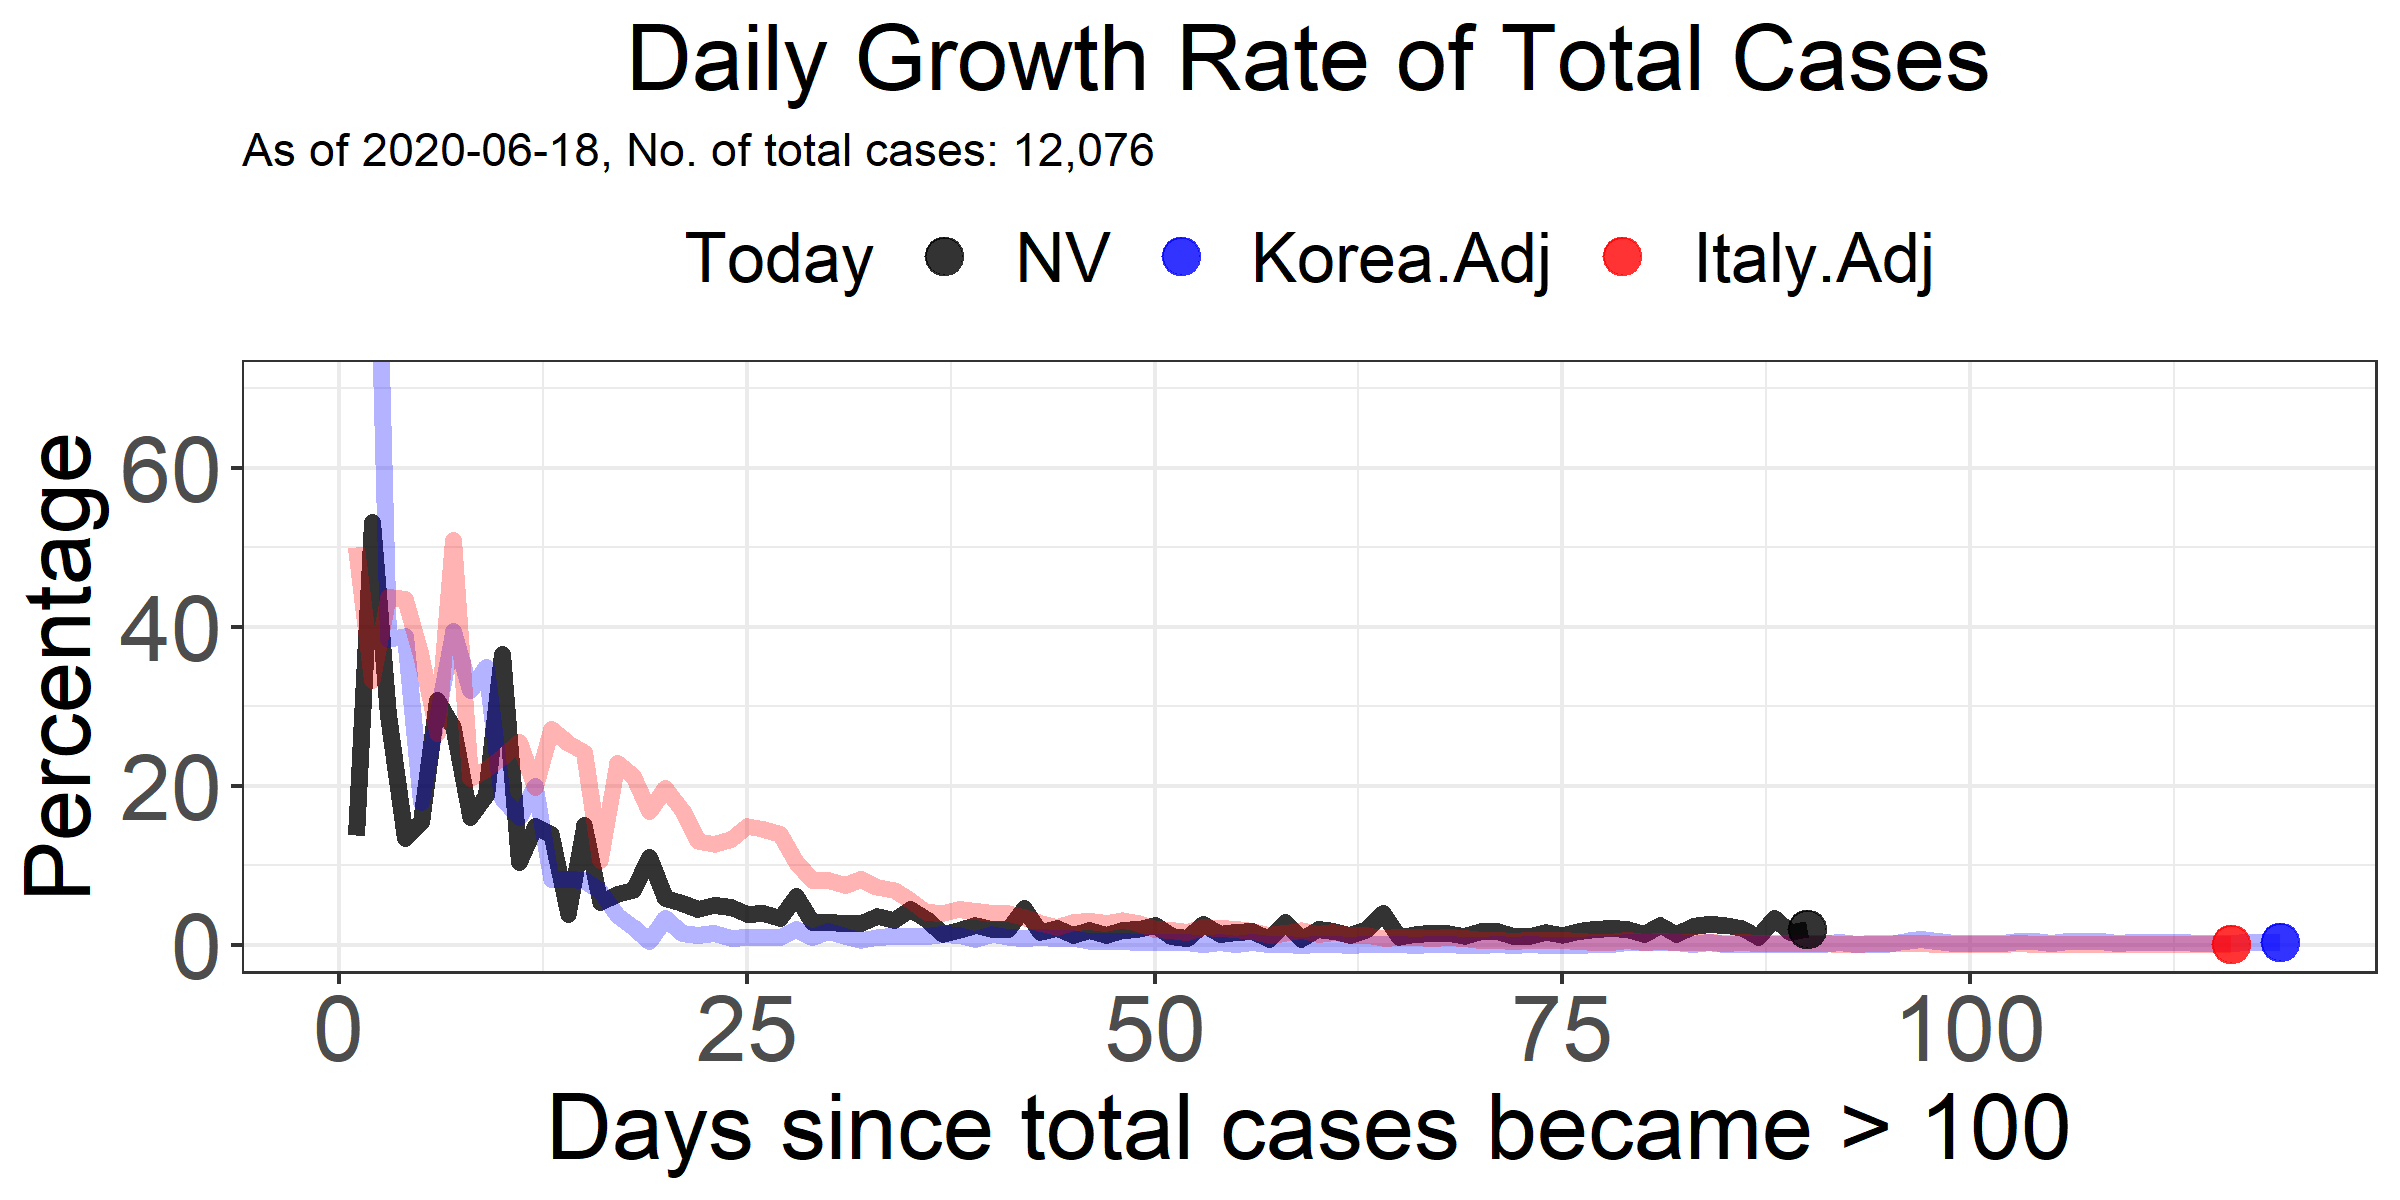 Daily Growth Rate of Total Cases
As of 2020-06-18, No. of total cases: 12,076
Today NV Korea.Adj Italy.Adj
Percentage
60
40
20
0
0 25 50 75 100
Days since total cases became > 100